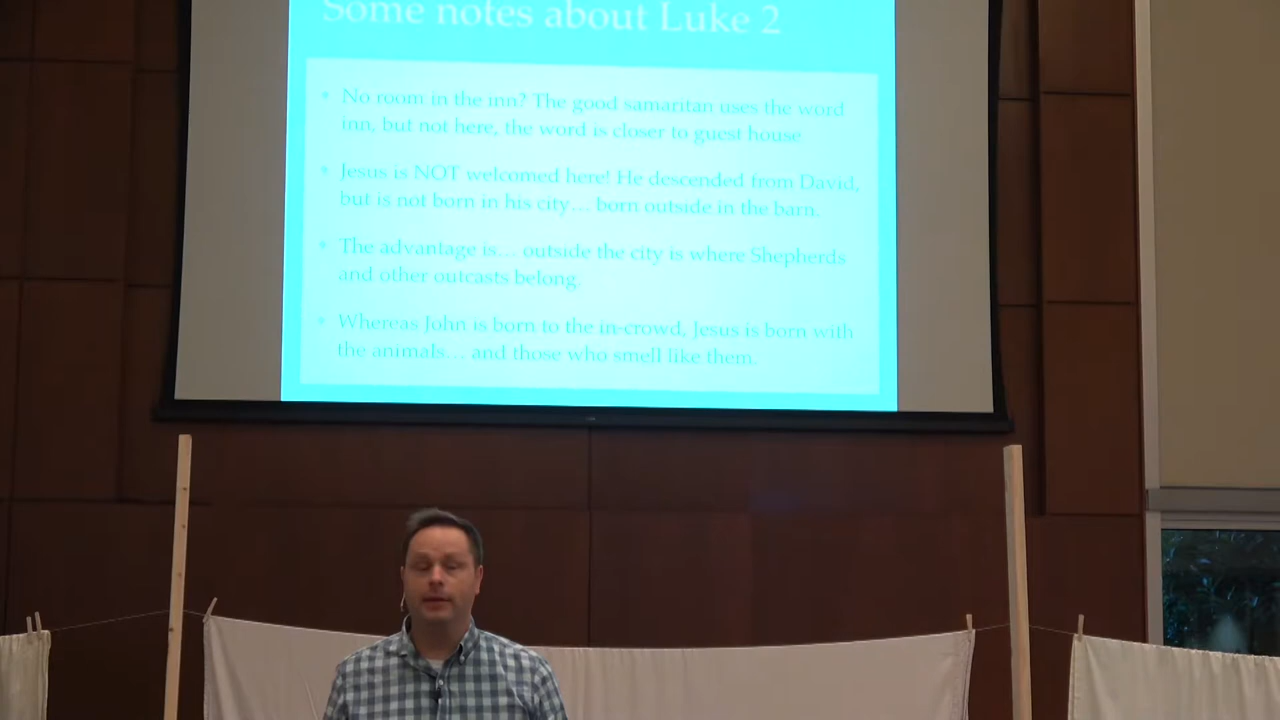 Some notes about Luke 2
No room in the inn? The good samaritan uses the word
inn, but not here, the word is closer to guest house
Jesus is NOT welcomed here! He descended from David,
but is not born in his city... born outside in the barn.
The advantage is... outside the city is where Shepherds
and other outcasts belong.
Whereas John is born to the in-crowd, Jesus is born with
the animals... and those who smell like them.